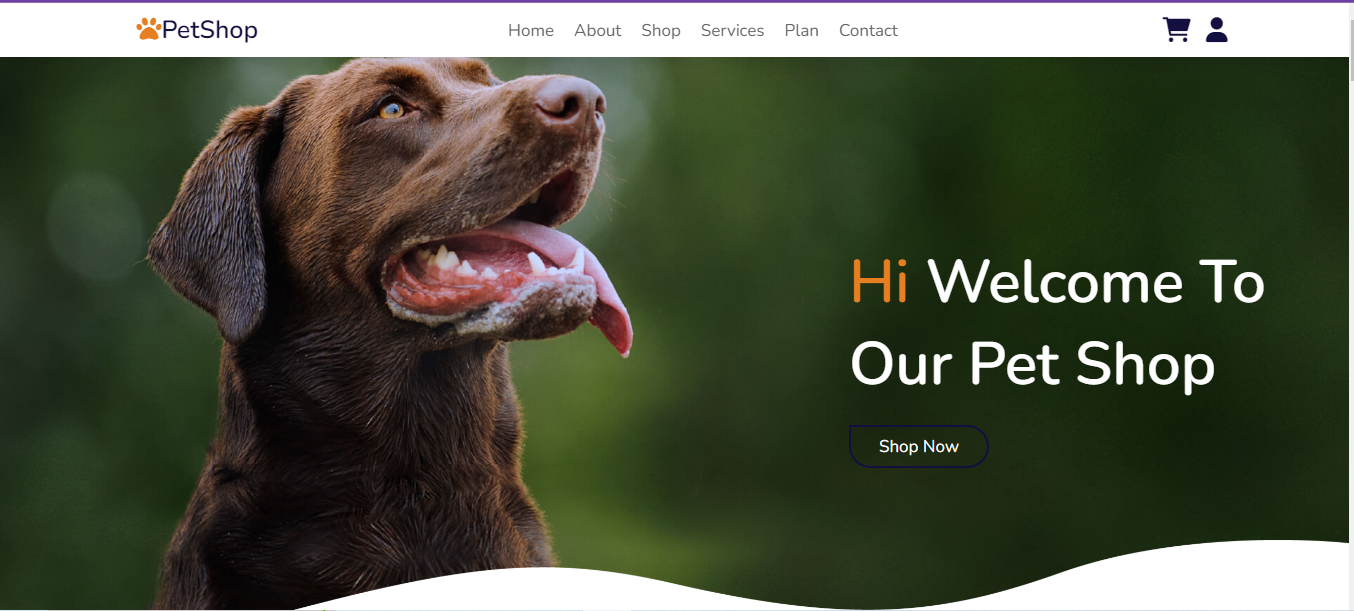 PetShop
Home About Shop Services Plan Contact
Hi Welcome To
Our Pet Shop
Shop Now